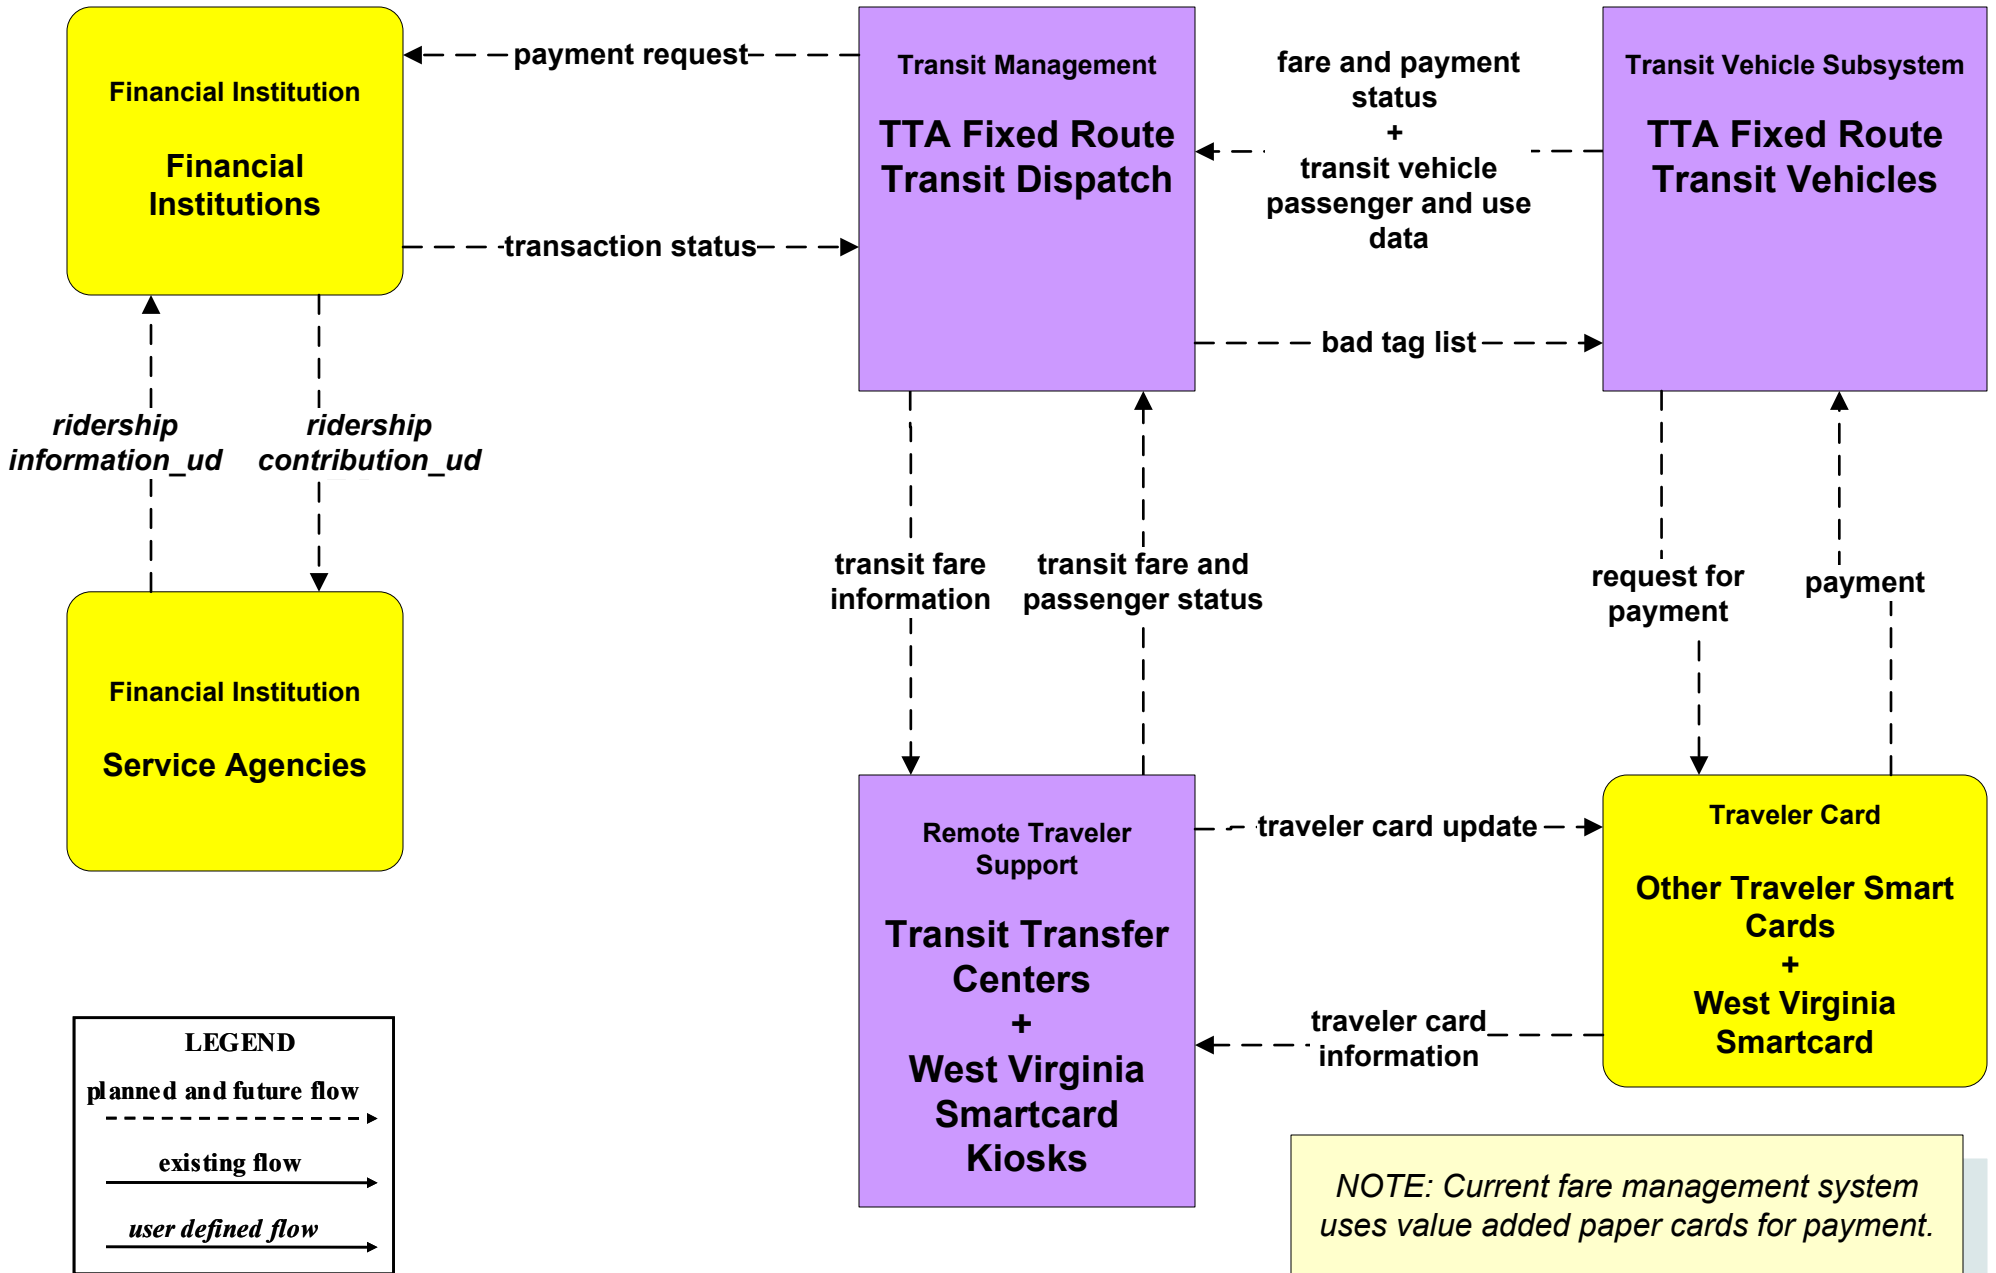 Financial Institution
Financial
Institutions
payment request
transaction status
Transit Management
TTA Fixed Route
Transit Dispatch
fare and payment
status
+
transit vehicle
passenger and use
data
bad tag list
Transit Vehicle Subsystem
TTA Fixed Route
Transit Vehicles
ridership
information_ud
ridership
contribution_ud
transit fare
information
transit fare and
passenger status
request for
payment
payment
Financial Institution
Service Agencies
Remote Traveler
Support
Transit Transfer
Centers
+
West Virginia
Smartcard
Kiosks
traveler card update
traveler card
information
Traveler Card
Other Traveler Smart
Cards
+
West Virginia
Smartcard
LEGEND
planned and future flow
existing flow
user defined flow
NOTE: Current fare management system
uses value added paper cards for payment.